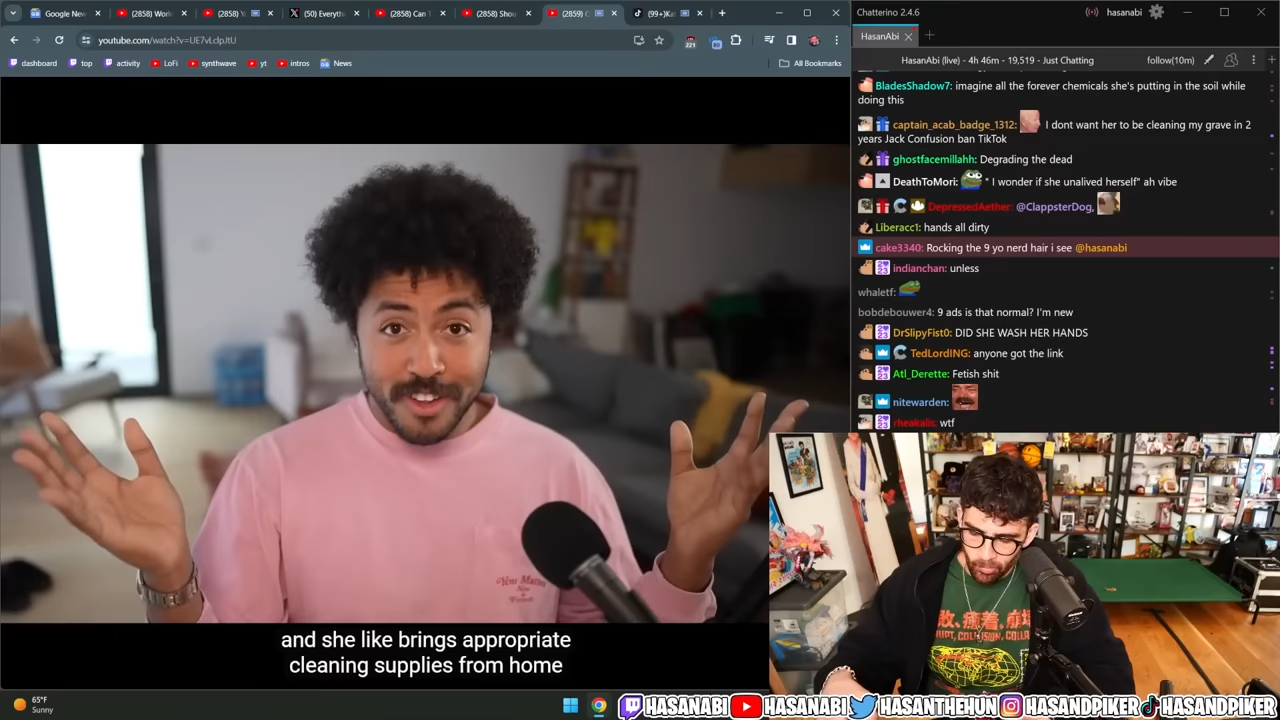 Google New
(2858) Work
(2858)
(50) Everyth
(2858) Can
(2858) Shou
(2859)
(99+)
youtube.com/watch?v=UE7vLclpJtU
221
dashboard
top
activity
LoFi
synthwave
yt
intros
News
All Bookmarks
and she like brings appropriate
cleaning supplies from home
65°F
Sunny
Chatterino 2.4.6
hasanabi
HasanAbi
HasanAbi (live) - 4h 46m - 19,519 - Just Chatting
follow(10m)
BladesShadow7: imagine all the forever chemicals she's putting in the soil while
doing this
captain_acab_badge_1312: I dont want her to be cleaning my grave in 2
years Jack Confusion ban TikTok
ghostfacemillahh: Degrading the dead
DeathToMori: " I wonder if she unalived herself" ah vibe
DepressedAether: @ClappsterDog,
Liberacc1: hands all dirty
cake3340: Rocking the 9 yo nerd hair i see @hasanabi
indianchan: unless
whaletf:
bobdebouwer4: 9 ads is that normal? I'm new
DrSlipyFist0: DID SHE WASH HER HANDS
TedLordING: anyone got the link
Atl_Derette: Fetish shit
nitewarden:
rheakalis: wtf
You Matter
HASANABI
HASANABI
HASANTHEHUN
HASANDPIKER
HASANDPIKER